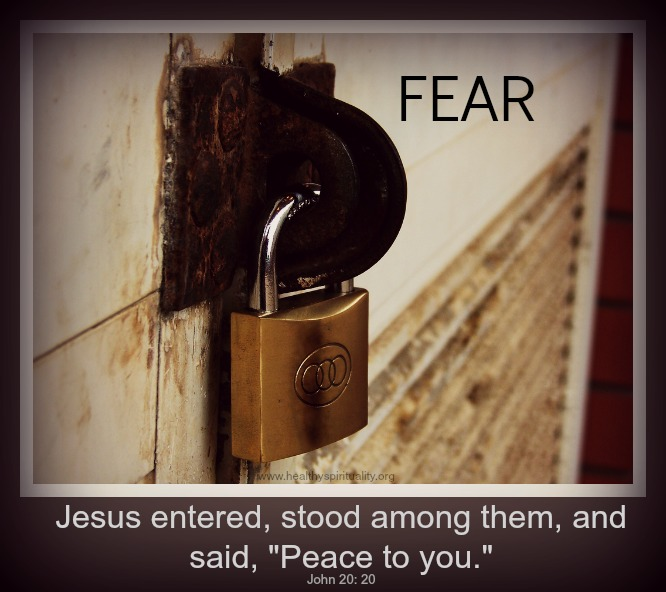 FEAR
www.healthyspirituality.org
Jesus entered, stood among them, and
said, "Peace to you."
John 20: 20